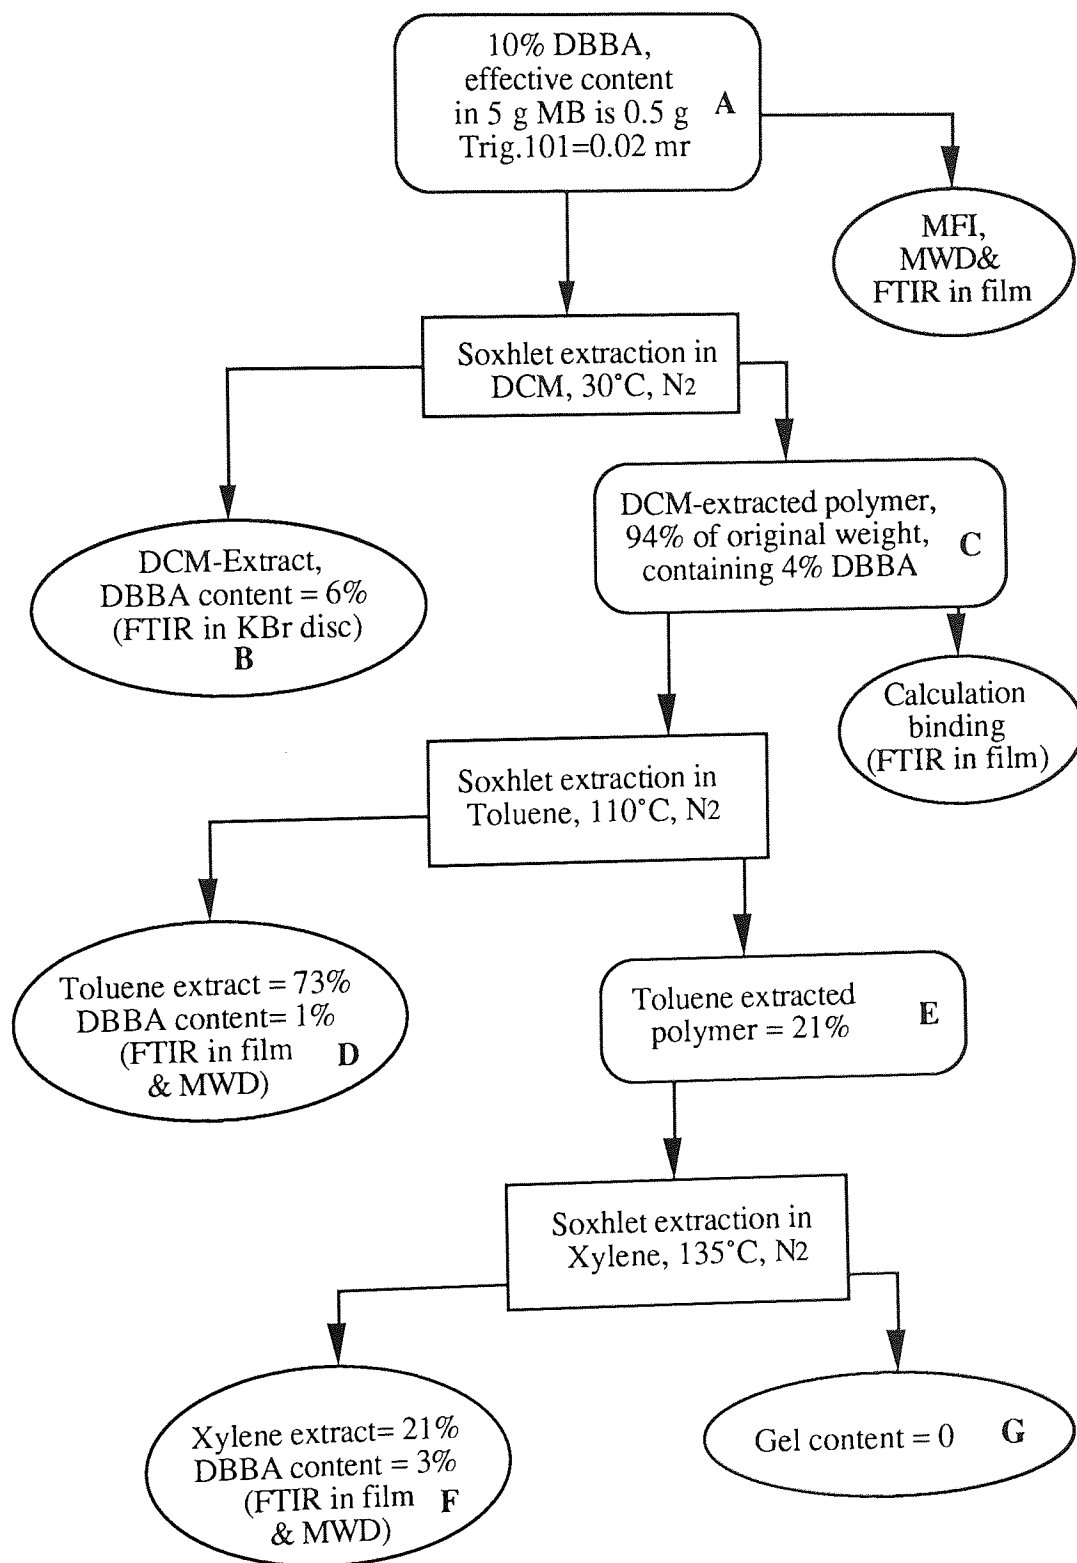 10% DBBA,
effective content
in 5 g MB is 0.5 g
Trig.101=0.02 mr
A
MFI,
MWD&
FTIR in film
Soxhlet extraction in
DCM, 30°C, N2
DCM-Extract,
DBBA content = 6%
(FTIR in KBr disc)
B
DCM-extracted polymer,
94% of original weight,
containing 4% DBBA
C
Calculation
binding
(FTIR in film)
Soxhlet extraction in
Toluene, 110°C, N2
Toluene extract = 73%
DBBA content= 1%
(FTIR in film
& MWD)
D
Toluene extracted
polymer = 21%
E
Soxhlet extraction in
Xylene, 135°C, N2
Xylene extract= 21%
DBBA content = 3%
(FTIR in film
& MWD)
F
Gel content = 0 G